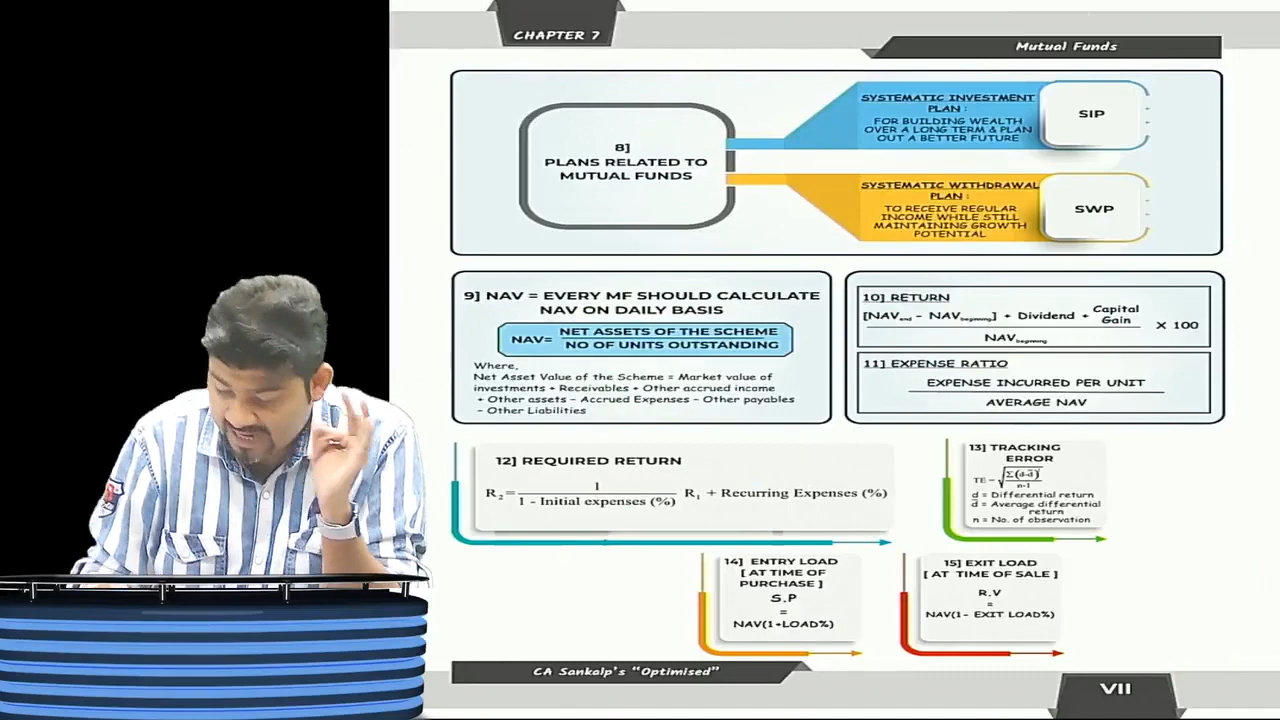 CHAPTER 7
Mutual Funds
8]
PLANS RELATED TO
MUTUAL FUNDS
SYSTEMATIC INVESTMENT
PLAN :
FOR BUILDING WEALTH
OVER A LONG TERM & PLAN
OUT A BETTER FUTURE
SIP
SYSTEMATIC WITHDRAWAL
PLAN :
TO RECEIVE REGULAR
INCOME WHILE STILL
MAINTAINING GROWTH
POTENTIAL
SWP
9] NAV = EVERY MF SHOULD CALCULATE
NAV ON DAILY BASIS
NAV= NET ASSETS OF THE SCHEME
NO OF UNITS OUTSTANDING
Where,
Net Asset Value of the Scheme = Market value of
investments + Receivables + Other accrued income
+ Other assets – Accrued Expenses – Other payables
– Other Liabilities
10] RETURN
[NAVend - NAVbeginning] + Dividend + Capital Gain
X 100
NAVbeginning
11] EXPENSE RATIO
EXPENSE INCURRED PER UNIT
AVERAGE NAV
12] REQUIRED RETURN
R₂= 1 R₁ + Recurring Expenses (%)
1 - Initial expenses (%)
13] TRACKING
ERROR
TE = √Σ(d-d̄)²
n-1
d = Differential return
d̄ = Average differential
return
n = No. of observation
14] ENTRY LOAD
[ AT TIME OF
PURCHASE ]
S.P
=
NAV(1+LOAD%)
15] EXIT LOAD
[ AT TIME OF SALE ]
R.V
=
NAV(1- EXIT LOAD%)
CA Sankalp's "Optimised"
VII